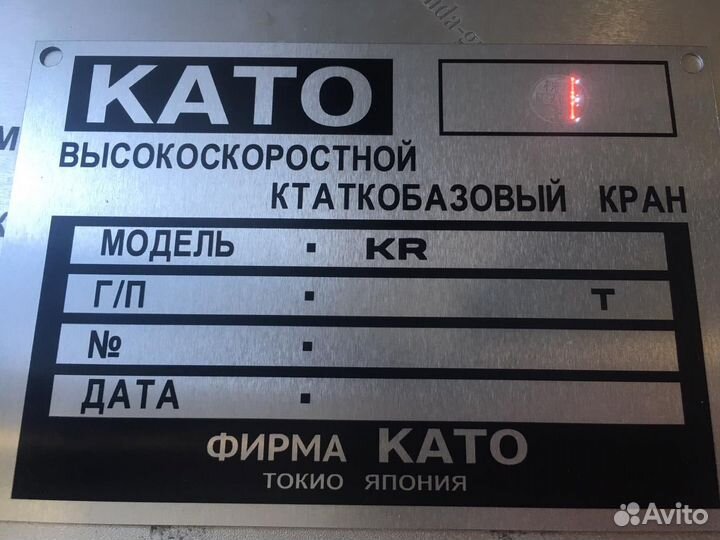 KATO
ВЫСОКОСКОРОСТНОЙ
КТАТКОБАЗОВЫЙ КРАН
МОДЕЛЬ . KR
Г/П . Т
№ .
ДАТА .
ФИРМА KATO
ТОКИО ЯПОНИЯ
Avito